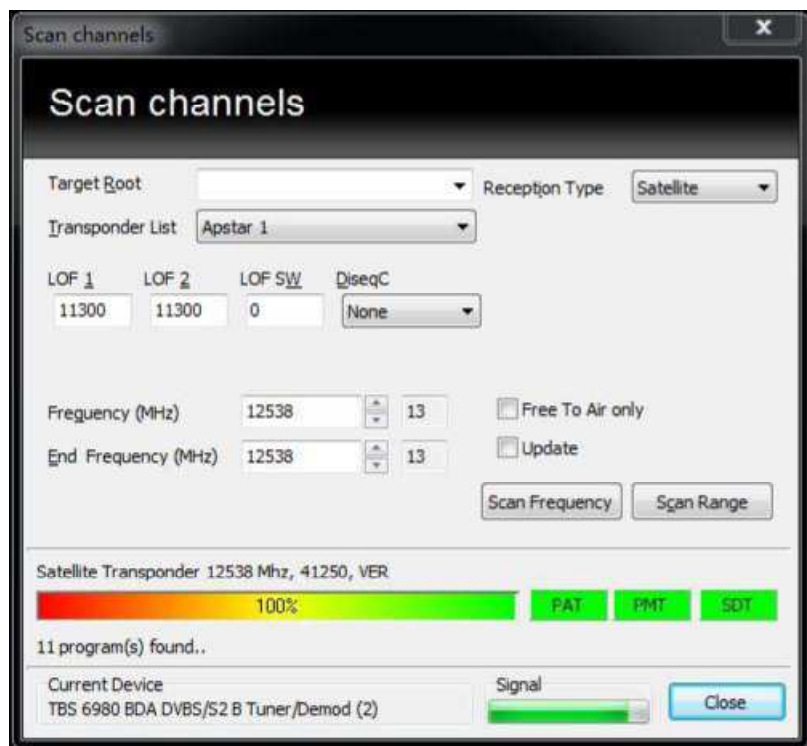 Scan channels
x
Scan channels
Target Root
Reception Type Satellite
Transponder List Apstar 1
LOF 1 LOF 2 LOF SW DiseqC
11300 11300 0 None
Frequency (MHz) 12538 13 Free To Air only
End Frequency (MHz) 12538 13 Update
Scan Frequency Scan Range
Satellite Transponder 12538 Mhz, 41250, VER
100% PAT PMT SDT
11 program(s) found..
Current Device Signal
TBS 6980 BDA DVBS/S2 B Tuner/Demod (2) Close